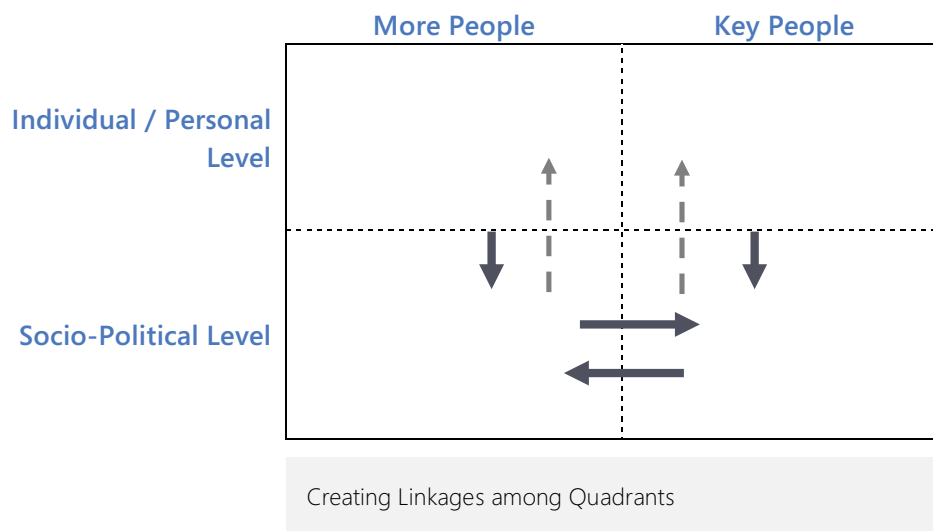 More People Key People
Individual / Personal
Level
Socio-Political Level
Creating Linkages among Quadrants